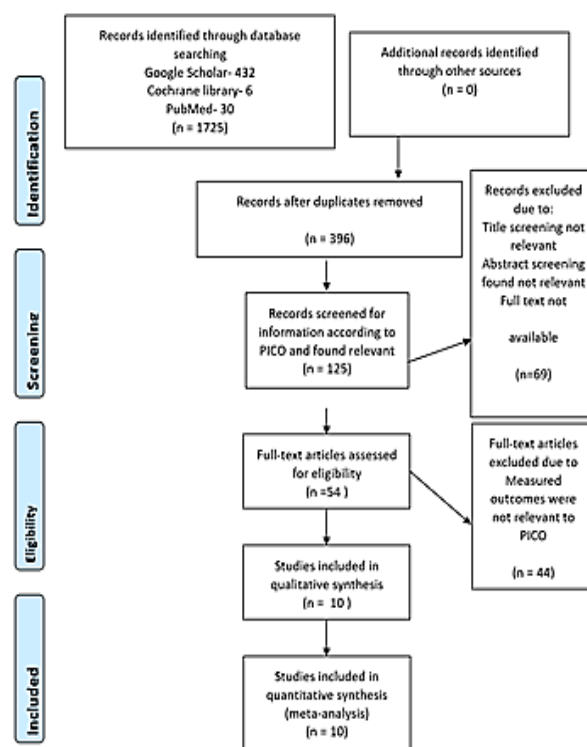 Records identified through database
searching
Google Scholar- 432
Cochrane library- 6
PubMed- 30
(n = 1725)
Additional records identified
through other sources
(n = 0)
Identification
Records after duplicates removed
(n = 396)
Records excluded
due to:
Title screening not
relevant
Abstract screening
found not relevant
Full text not
available
(n=69)
Screening
Records screened for
information according to
PICO and found relevant
(n = 125)
Full-text articles assessed
for eligibility
(n =54 )
Full-text articles
excluded due to
Measured
outcomes were
not relevant to
PICO
(n = 44)
Eligibility
Studies included in
qualitative synthesis
(n = 10 )
Included
Studies included in
quantitative synthesis
(meta-analysis)
(n = 10)